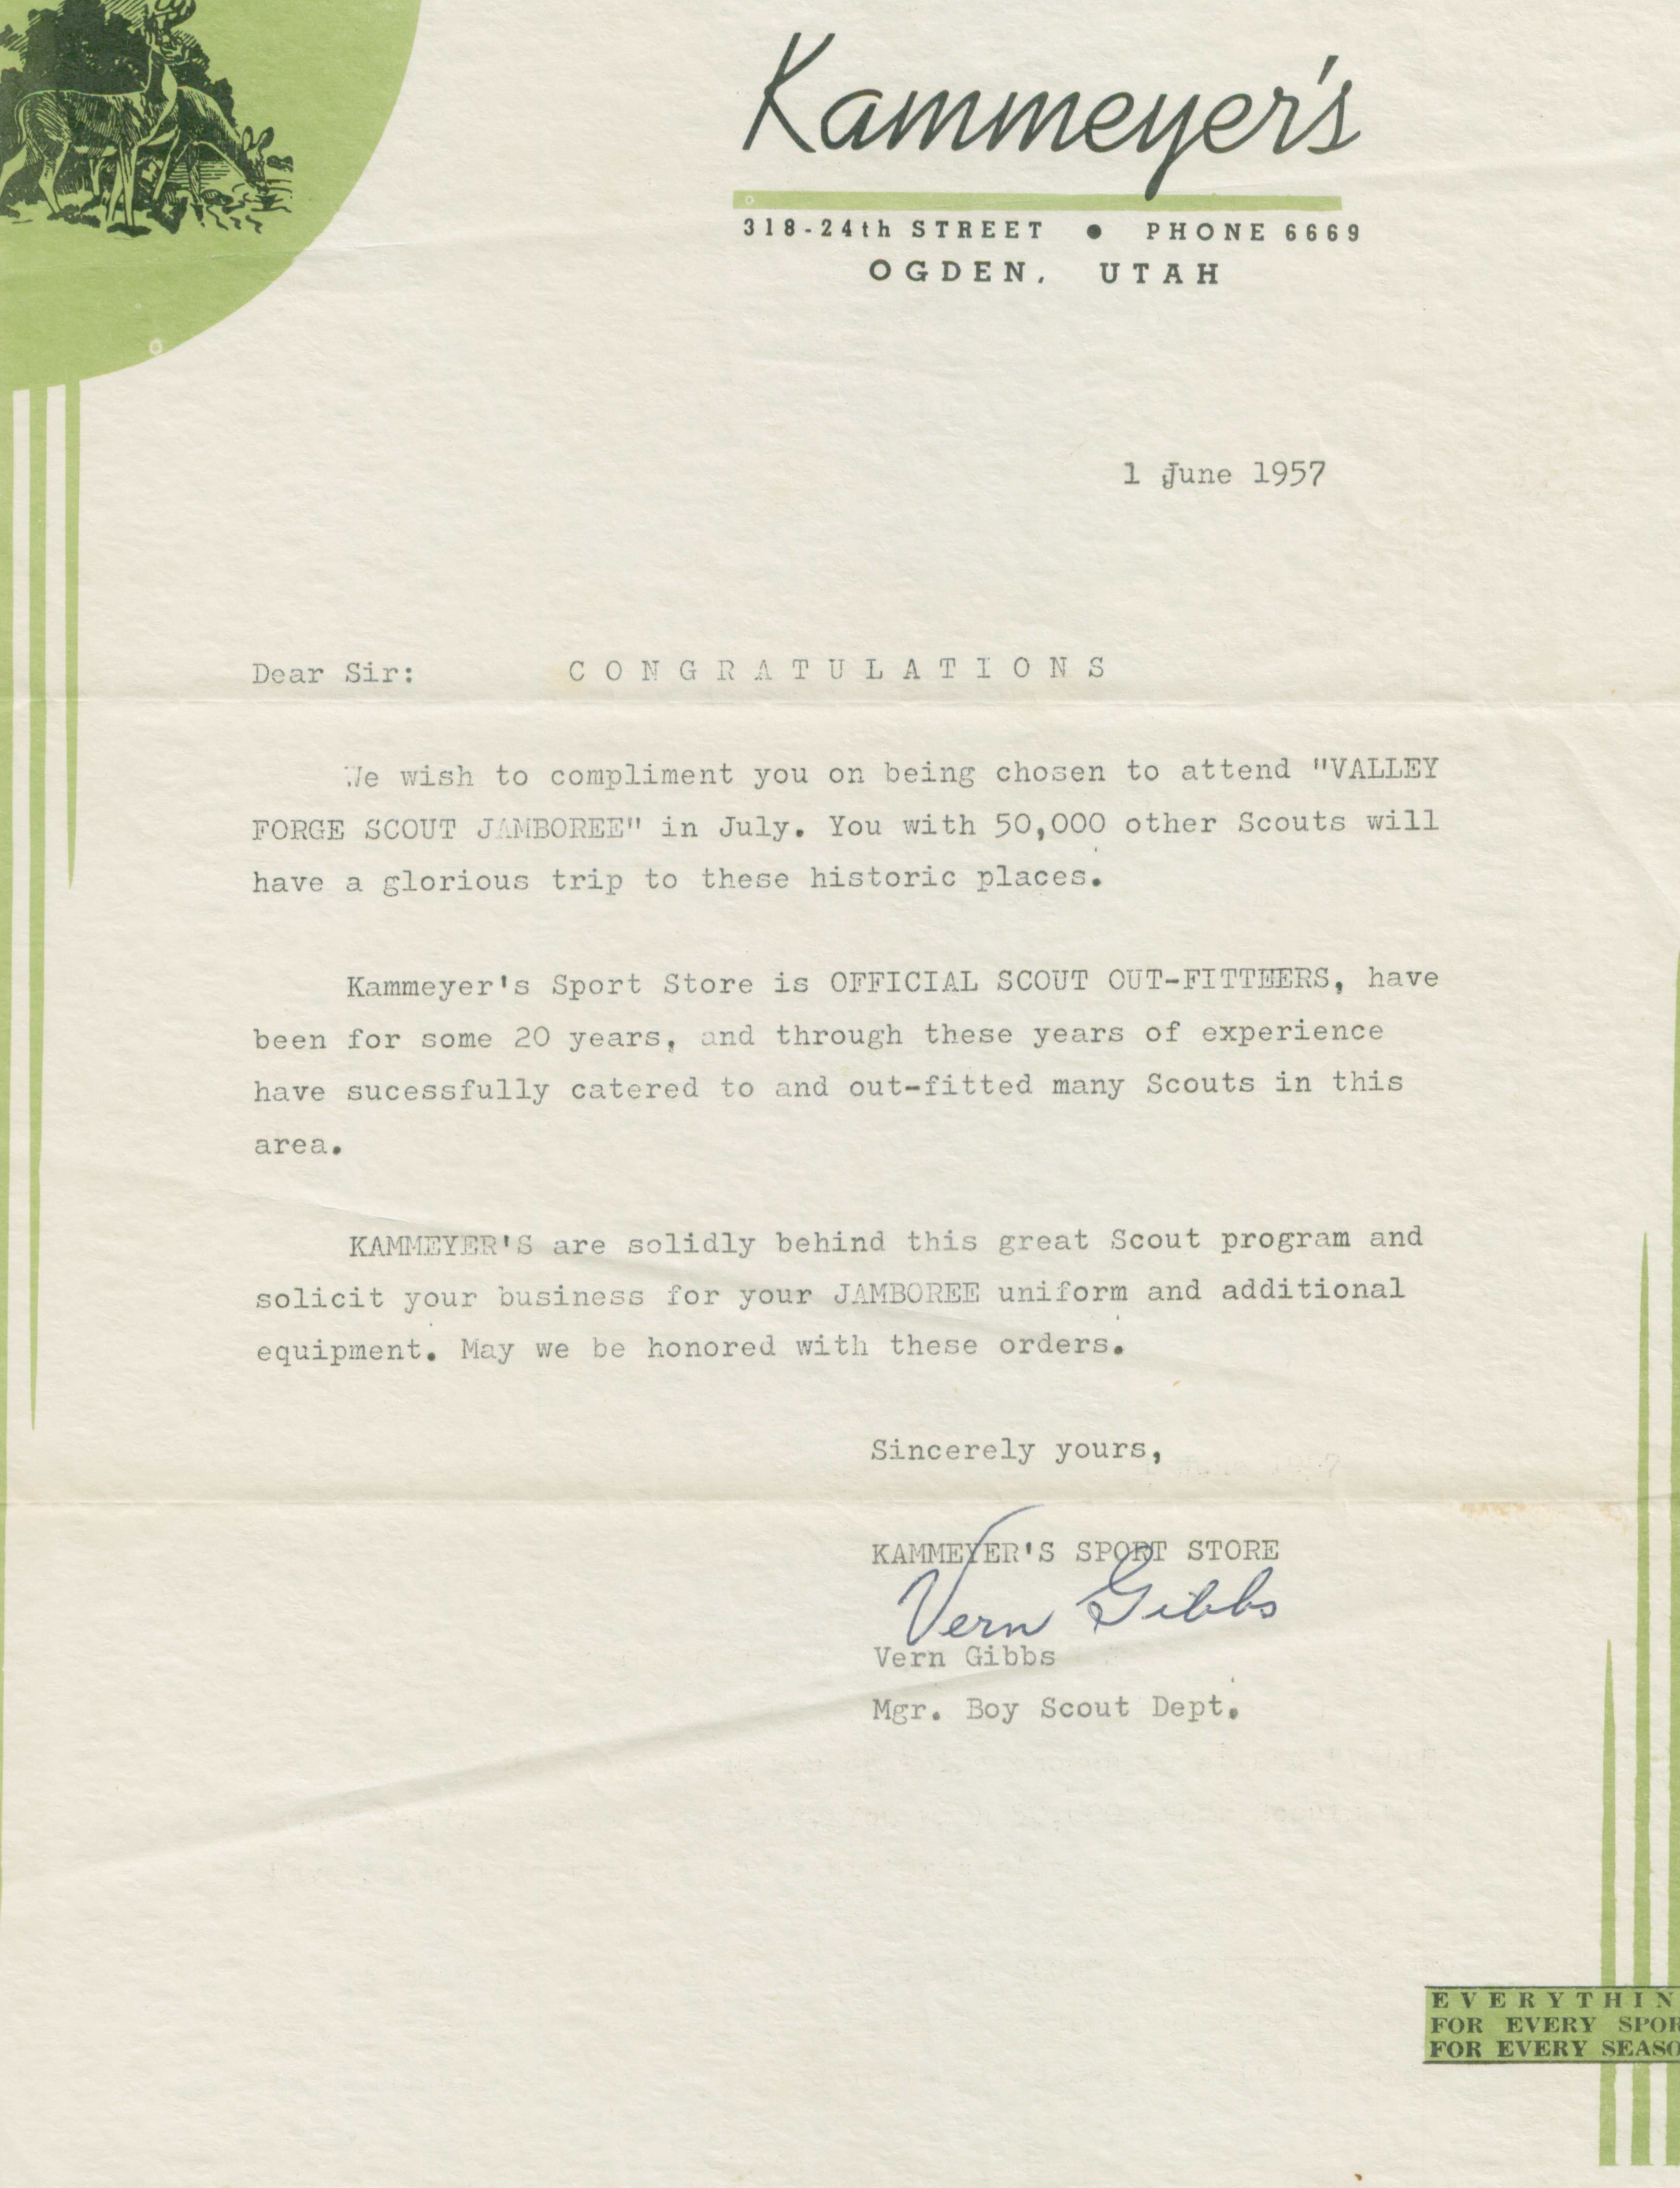 Kammeyer's
318-24th STREET ● PHONE 6669
OGDEN, UTAH
1 June 1957
Dear Sir: C O N G R A T U L A T I O N S
We wish to compliment you on being chosen to attend "VALLEY
FORGE SCOUT JAMBOREE" in July. You with 50,000 other Scouts will
have a glorious trip to these historic places.
Kammeyer's Sport Store is OFFICIAL SCOUT OUT-FITTEERS, have
been for some 20 years, and through these years of experience
have sucessfully catered to and out-fitted many Scouts in this
area.
KAMMEYER'S are solidly behind this great Scout program and
solicit your business for your JAMBOREE uniform and additional
equipment. May we be honored with these orders.
Sincerely yours,
KAMMEYER'S SPORT STORE
Vern Gibbs
Vern Gibbs
Mgr. Boy Scout Dept.
EVERYTHIN
FOR EVERY SPOR
FOR EVERY SEASO